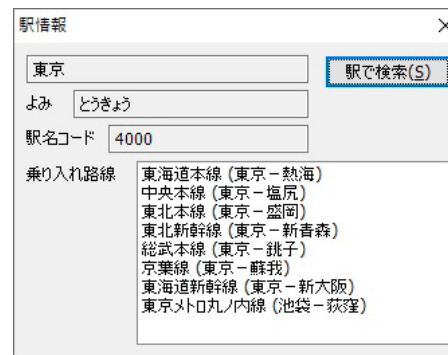 駅情報
東京
駅で検索(S)
よみ とうきょう
駅名コード 4000
乗り入れ路線
東海道本線 (東京－熱海)
中央本線 (東京－塩尻)
東北本線 (東京－盛岡)
東北新幹線 (東京－新青森)
総武本線 (東京－銚子)
京葉線 (東京－蘇我)
東海道新幹線 (東京－新大阪)
東京メトロ丸ノ内線 (池袋－荻窪)